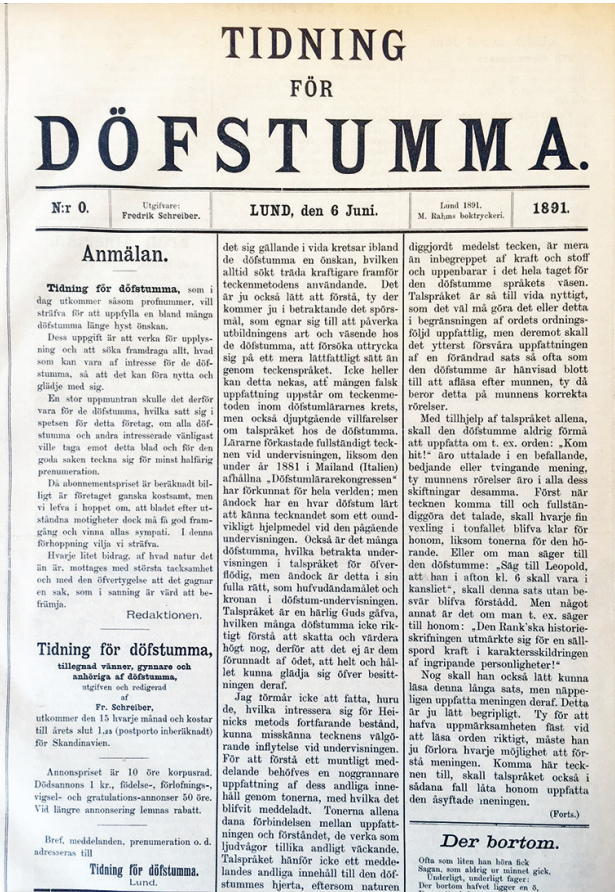 TIDNING
FÖR
DÖFSTUMMA.
N:r 0.
Utgifvare:
Fredrik Schreiber.
LUND, den 6 Juni.
Lund 1891.
M. Rahms boktryckeri.
1891.
Anmälan.
Tidning för döfstumma, som i
dag utkommer såsom profnummer, vill
sträfva för att uppfylla en bland många
döfstumma länge hyst önskan.
Dess uppgift är att verka för upplys-
ning och att söka framdraga allt, hvad
som kan vara af intresse för de döf-
stumma, så att det kan föra nytta och
glädje med sig.
En stor uppmuntran skulle det derför
vara för de döfstumma, hvilka satt sig i
spetsen för detta företag, om alla döf-
stumma och andra intresserade vänligast
ville taga emot detta blad och för den
goda saken teckna sig för minst halfårig
prenumeration.
Då abonnementspriset är beräknadt bil-
ligt är företaget ganska kostsamt, men
vi lefva i hoppet om, att bladet efter ut-
ståndna motigheter dock må få god fram-
gång och vinna allas sympati. I denna
förhoppning vilja vi sträfva.
Hvarje litet bidrag, af hvad natur det
än är, mottages med största tacksamhet
och med den öfvertygelse att det gagnar
en sak, som i sanning är värd att be-
främja.
Redaktionen.
Tidning för döfstumma,
tillegnad vänner, gynnare och
anhöriga af döfstumma,
utgifven och redigerad
af
Fr. Schreiber,
utkommer den 15 hvarje månad och kostar
till årets slut 1,25 (postporto inberäknadt)
för Skandinavien.
Annonspriset är 10 öre korpusrad.
Dödsannons 1 kr., födelse-, förlofnings-,
vigsel- och gratulations-annonser 50 öre.
Vid längre annonsering lemnas rabatt.
Bref, meddelanden, prenumeration o. d.
adresseras till
Tidning för döfstumma.
Lund.
det sig gällande i vida kretsar ibland
de döfstumma en önskan, hvilken
alltid sökt träda kraftigare framför
teckenmetodens användande. Det
är ju också lätt att förstå, ty der
kommer ju i betraktande det spörs-
mål, som egnar sig till att påverka
utbildningens art och väsende hos
de döfstumma, att försöka uttrycka
sig på ett mera lättfattligt sätt än
genom teckenspråket. Icke heller
kan detta nekas, att mången falsk
uppfattning uppstår om teckenme-
toden inom döfstumlärarnes krets,
men också djuptgående villfarelser
om talspråket hos de döfstumma.
Lärarne förkastade fullständigt teck-
nen vid undervisningen, liksom den
under år 1881 i Mailand (Italien)
afhållna „Döfstumlärarekongressen"
har förkunnat för hela verlden; men
ändock har en hvar döfstum lärt
att känna tecknandet som ett ound-
vikligt hjelpmedel vid den pågående
undervisningen. Också är det många
döfstumma, hvilka betrakta under-
visningen i talspråket för öfver-
flödig, men ändock är detta i sin
fulla rätt, som hufvudändamålet och
kronan i döfstum-undervisningen.
Talspråket är en härlig Guds gåfva,
hvilken många döfstumma icke rik-
tigt förstå att skatta och värdera
högt nog, derför att det ej är dem
förunnadt af ödet, att helt och hål-
let kunna glädja sig öfver besitt-
ningen deraf.
Jag förmår icke att fatta, huru
de, hvilka intressera sig för Hei-
nicks metods fortfarande bestånd,
kunna misskänna tecknens välgö-
rande inflytelse vid undervisningen.
För att förstå ett muntligt med-
delande behöfves en noggrannare
uppfattning af dess andliga inne-
håll genom tonerna, med hvilka det
blifvit meddeladt. Tonerna allena
dana förbindelsen mellan uppfatt-
ningen och förståndet, de verka som
ljudvågor tillika andligt väckande.
Talspråket hänför icke ett medde-
landes andliga innehåll till den döf-
stummes hjerta, eftersom naturen
diggjordt medelst tecken, är mera
än inbegreppet af kraft och stoff
och uppenbarar i det hela taget för
den döfstumme språkets väsen.
Talspråket är så till vida nyttigt,
som det väl må göra det eller detta
i begränsningen af ordets ordnings-
följd uppfattlig, men deremot skall
det ytterst försvåra uppfattningen
af en förändrad sats så ofta som
den döfstumme är hänvisad blott
till att afläsa efter munnen, ty då
beror detta på munnens korrekta
rörelser.
Med tillhjelp af talspråket allena,
skall den döfstumme aldrig förmå
att uppfatta om t. ex. orden: „Kom
hit!" äro uttalade i en befallande,
bedjande eller tvingande mening,
ty munnens rörelser äro i alla dess
skiftningar desamma. Först när
tecknen komma till och fullstän-
diggöra det talade, skall hvarje fin
vexling i tonfallet blifva klar för
honom, liksom tonerna för den hö-
rande. Eller om man säger till
den döfstumme: „Säg till Leopold,
att han i afton kl. 6 skall vara i
kansliet", skall denna sats utan be-
svär blifva förstådd. Men något
annat är det om man t. ex. säger
till honom: „Den Rank'ska historie-
skrifningen utmärkte sig för en säll-
spord kraft i karaktersskildringen
af ingripande personligheter!"
Nog skall han också lätt kunna
läsa denna långa sats, men näppe-
ligen uppfatta meningen deraf. Detta
är ju lätt begripligt. Ty för att
hafva uppmärksamheten fäst vid
att läsa orden riktigt, måste han
ju förlora hvarje möjlighet att för-
stå meningen. Komma här teck-
nen till, skall talspråket också i
sådana fall låta honom uppfatta
den åsyftade meningen.
(Forts.)
Der bortom.
Ofta som liten han höra fick
Sagan, som aldrig ur minnet gick,
Underligt, underligt fager:
Der bortom hafvet ligger en ö.